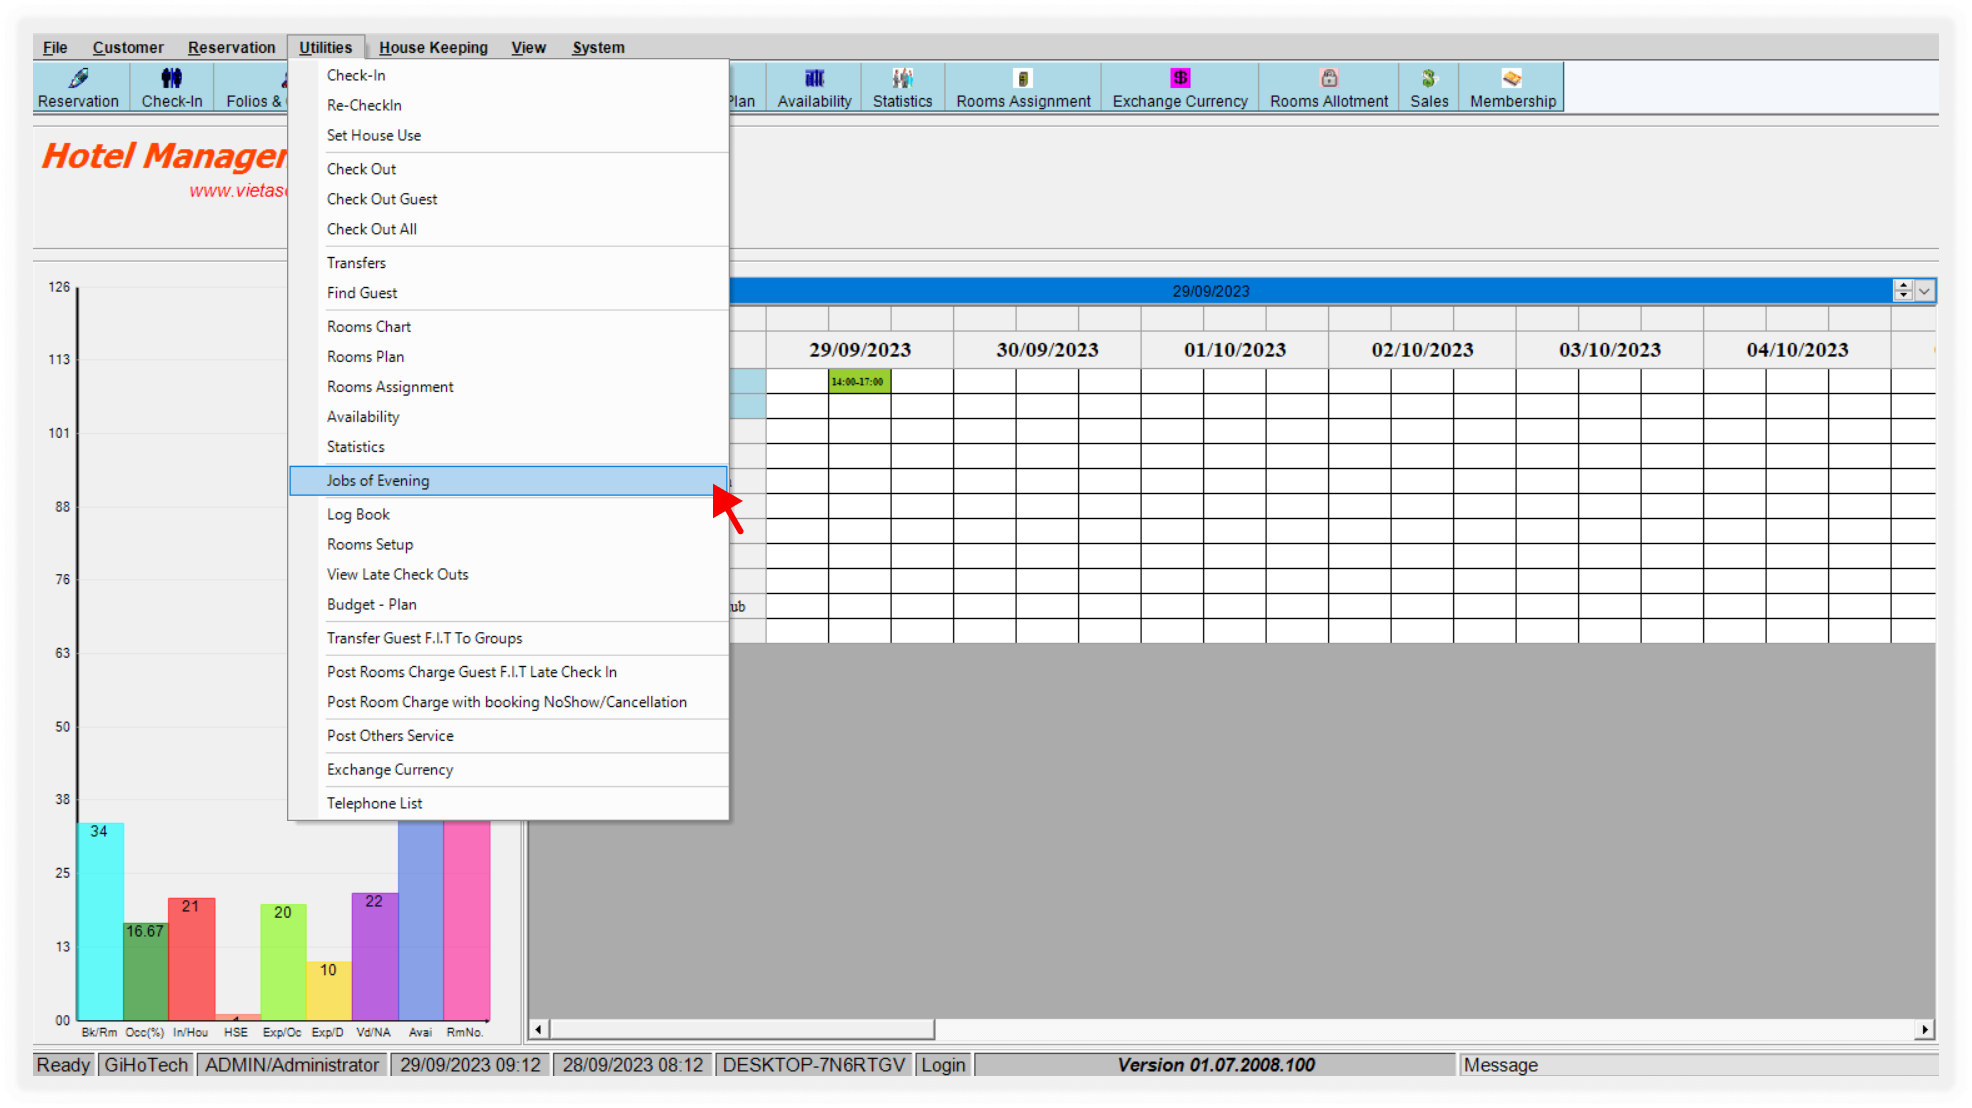 File Customer Reservation Utilities House Keeping View System
Reservation Check-In Folios & Plan Availability Statistics Rooms Assignment Exchange Currency Rooms Allotment Sales Membership
Hotel
www.vietas
Check-In
Re-CheckIn
Set House Use
Check Out
Check Out Guest
Check Out All
Transfers
Find Guest
Rooms Chart
Rooms Plan
Rooms Assignment
Availability
Statistics
Jobs of Evening
Log Book
Rooms Setup
View Late Check Outs
Budget - Plan
Transfer Guest F.I.T To Groups
Post Rooms Charge Guest F.I.T Late Check In
Post Room Charge with booking NoShow/Cancellation
Post Others Service
Exchange Currency
Telephone List
29/09/2023
29/09/2023 30/09/2023 01/10/2023 02/10/2023 03/10/2023 04/10/2023
14:00-17:00
ub
126
113
101
88
76
63
50
38
25
13
00
34
16.67
21
20
10
22
Bk/Rm Occ(%) In/Hou HSE Exp/Oc Exp/D Vd/NA Avai RmNo.
Ready GiHoTech ADMIN/Administrator 29/09/2023 09:12 28/09/2023 08:12 DESKTOP-7N6RTGV Login Version 01.07.2008.100 Message